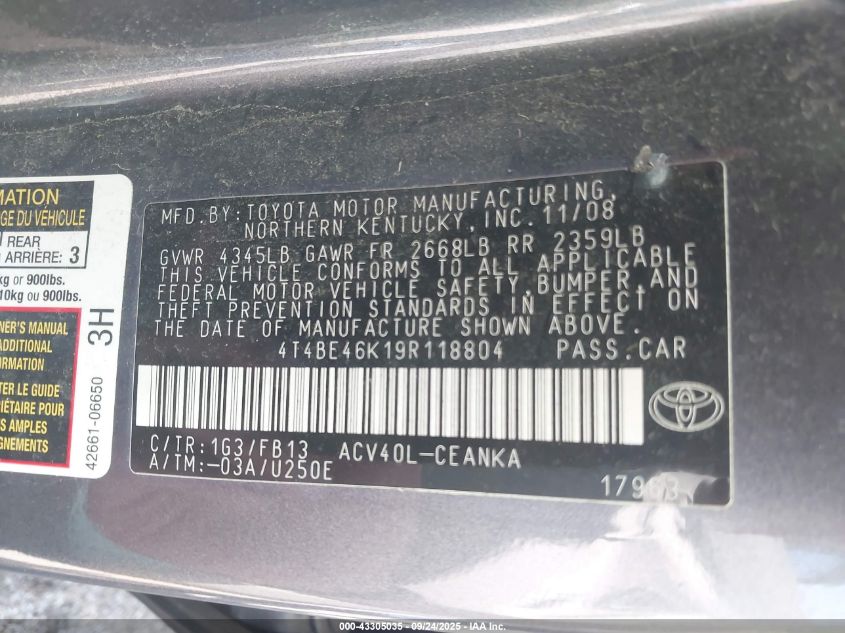 MATION
GE DU VÉHICULE
REAR
ARRIÈRE: 3
kg or 900lbs.
10kg ou 900lbs.
NER'S MANUAL
ADDITIONAL
FORMATION
TER LE GUIDE
RIÉTAIRE POUR
S AMPLES
GNEMENTS
42661-06650 3H
MFD. BY: TOYOTA MOTOR MANUFACTURING,
NORTHERN KENTUCKY, INC. 11/08
GVWR 4345LB GAWR FR 2668LB RR 2359LB
THIS VEHICLE CONFORMS TO ALL APPLICABLE
FEDERAL MOTOR VEHICLE SAFETY, BUMPER, AND
THEFT PREVENTION STANDARDS IN EFFECT ON
THE DATE OF MANUFACTURE SHOWN ABOVE.
4T4BE46K19R118804 PASS.CAR
C/TR: 1G3/FB13 ACV40L-CEANKA
A/TM: -03A/U250E
TOYOTA
000-43305035 - 09/24/2025 - IAA Inc.